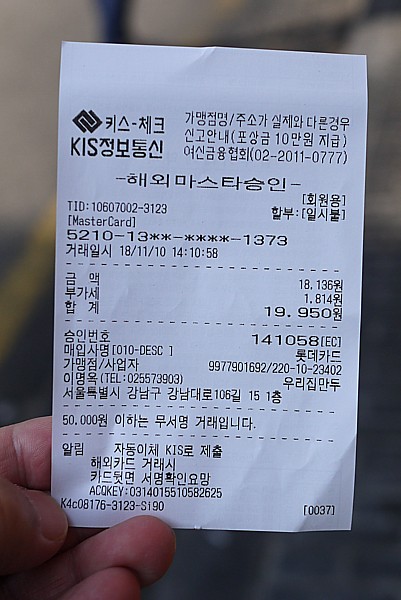 키스-체크
KIS정보통신
가맹점명/주소가 실제와 다른경우
신고안내(포상금 10만원 지급)
여신금융협회(02-2011-0777)
-해외마스타승인-
[회원용]
TID:10607002-3123 할부:[일시불]
[MasterCard]
5210-13**-****-1373
거래일시 18/11/10 14:10:58
금 액 18,136원
부가세 1,814원
합 계 19,950원
승인번호 141058[EC]
매입사명[010-DESC ] 롯데카드
가맹점/사업자 9977901692/220-10-23402
이명옥(TEL:025573903) 우리집만두
서울특별시 강남구 강남대로106길 15 1층
50,000원 이하는 무서명 거래입니다.
알림 자동이체 KIS로 제출
해외카드 거래시
카드뒷면 서명확인요망
ACQKEY:0314015510582625
K4c08176-3123-Si90 [0037]